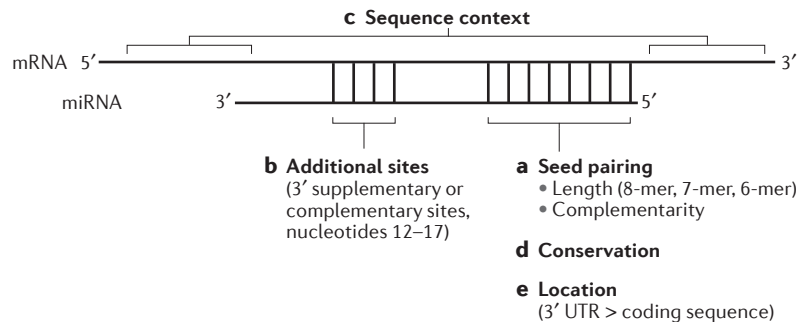 c Sequence context
mRNA 5′ 3′
miRNA 3′ 5′
b Additional sites
(3′ supplementary or
complementary sites,
nucleotides 12–17)
a Seed pairing
• Length (8-mer, 7-mer, 6-mer)
• Complementarity
d Conservation
e Location
(3′ UTR > coding sequence)